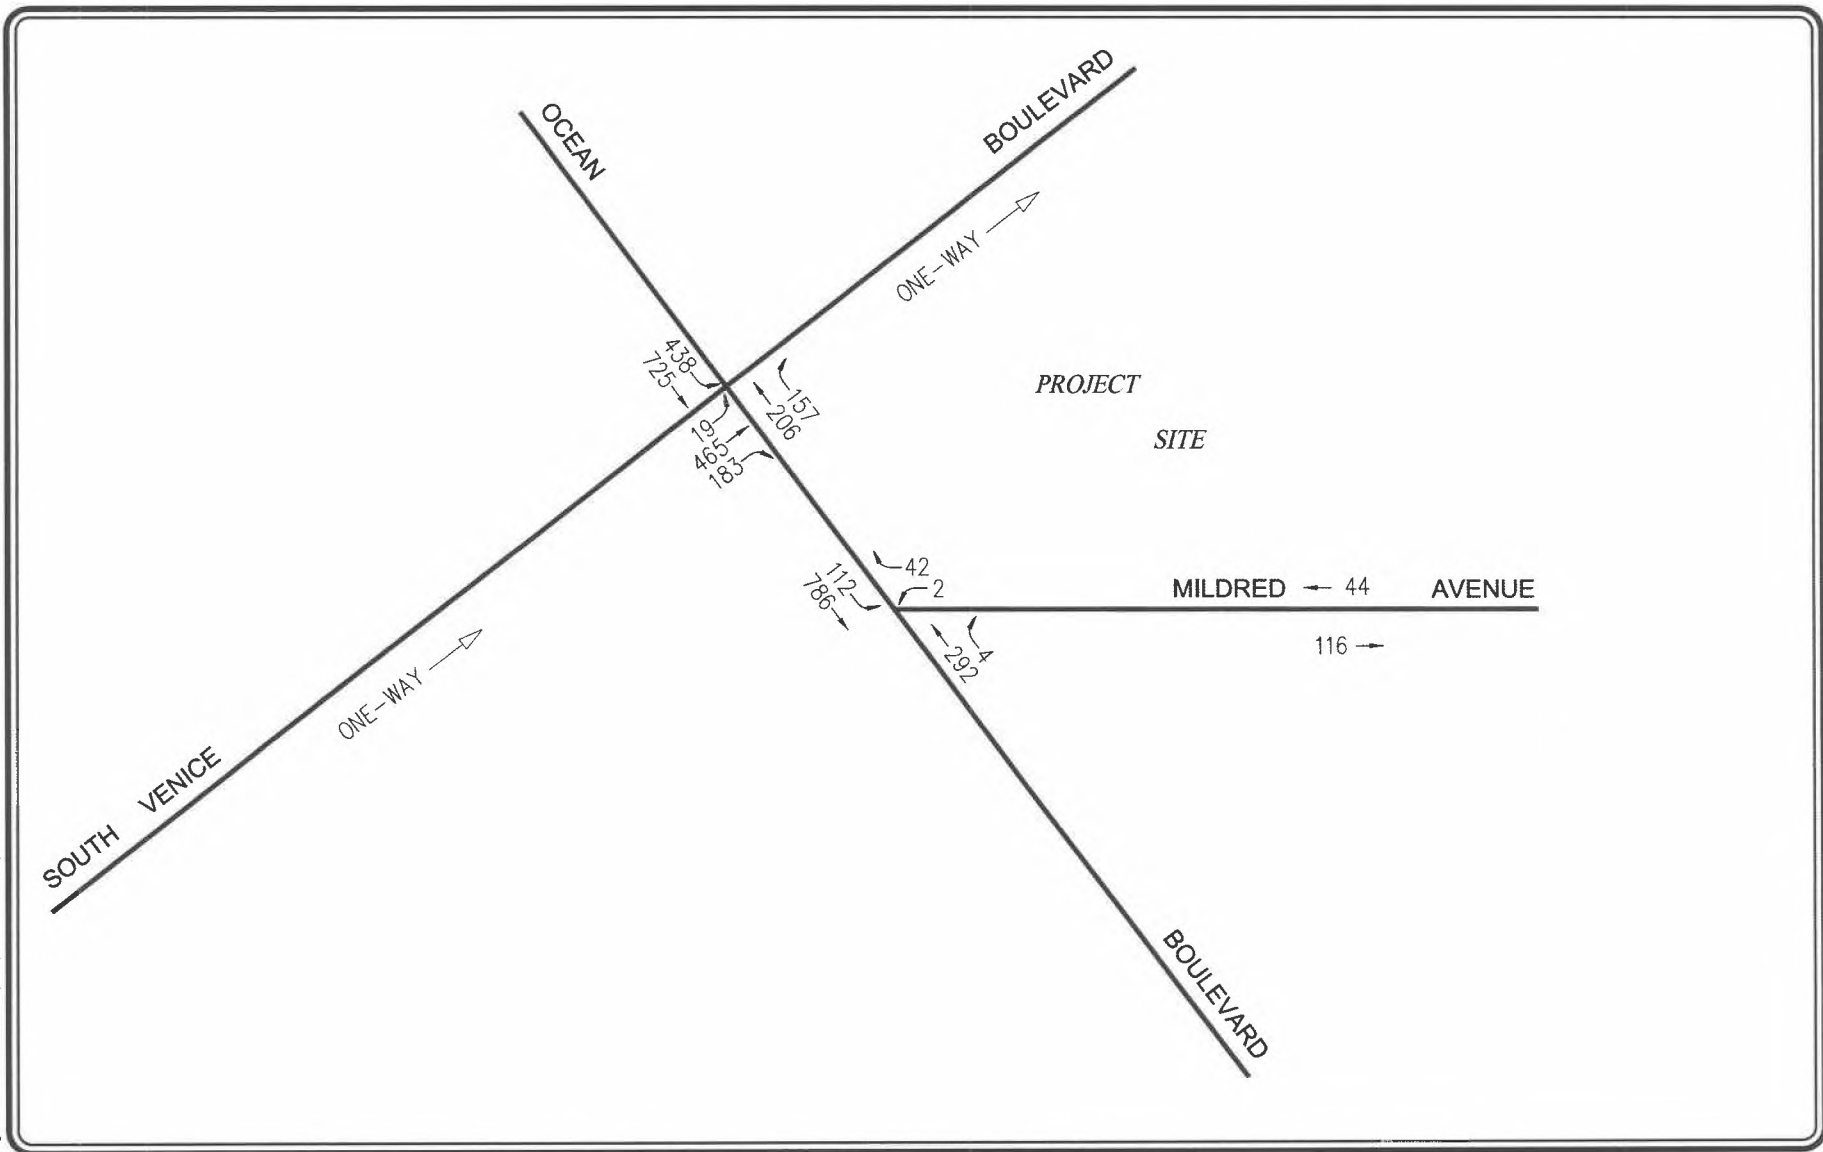 OCEAN
BOULEVARD
ONE-WAY
438
725
157
206
19
465
183
PROJECT
SITE
42
2
112
786
MILDRED 44 AVENUE
4
292
116
ONE-WAY
SOUTH VENICE
BOULEVARD